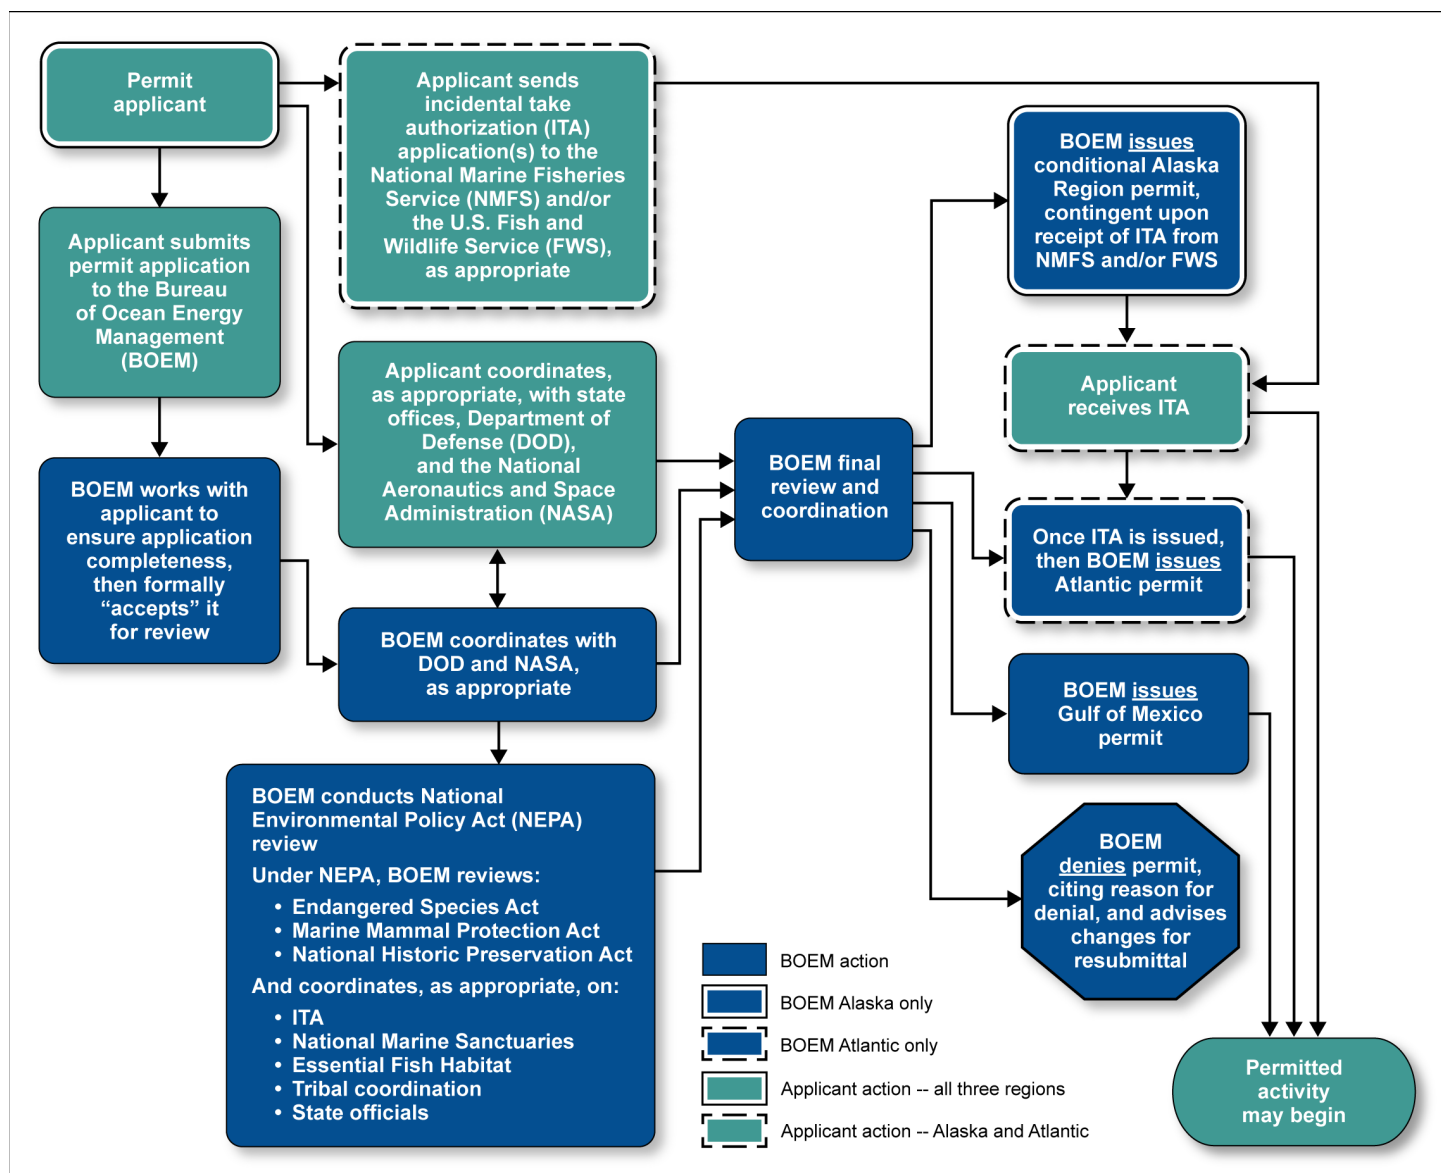 Permit
applicant
Applicant submits
permit application
to the Bureau
of Ocean Energy
Management
(BOEM)
BOEM works with
applicant to
ensure application
completeness,
then formally
“accepts” it
for review
Applicant sends
incidental take
authorization (ITA)
application(s) to the
National Marine Fisheries
Service (NMFS) and/or
the U.S. Fish and
Wildlife Service (FWS),
as appropriate
Applicant coordinates,
as appropriate, with state
offices, Department of
Defense (DOD),
and the National
Aeronautics and Space
Administration (NASA)
BOEM coordinates with
DOD and NASA,
as appropriate
BOEM conducts National
Environmental Policy Act (NEPA)
review
Under NEPA, BOEM reviews:
• Endangered Species Act
• Marine Mammal Protection Act
• National Historic Preservation Act
And coordinates, as appropriate, on:
• ITA
• National Marine Sanctuaries
• Essential Fish Habitat
• Tribal coordination
• State officials
BOEM final
review and
coordination
BOEM issues
conditional Alaska
Region permit,
contingent upon
receipt of ITA from
NMFS and/or FWS
Applicant
receives ITA
Once ITA is issued,
then BOEM issues
Atlantic permit
BOEM issues
Gulf of Mexico
permit
BOEM
denies permit,
citing reason for
denial, and advises
changes for
resubmittal
Permitted
activity
may begin
BOEM action
BOEM Alaska only
BOEM Atlantic only
Applicant action -- all three regions
Applicant action -- Alaska and Atlantic